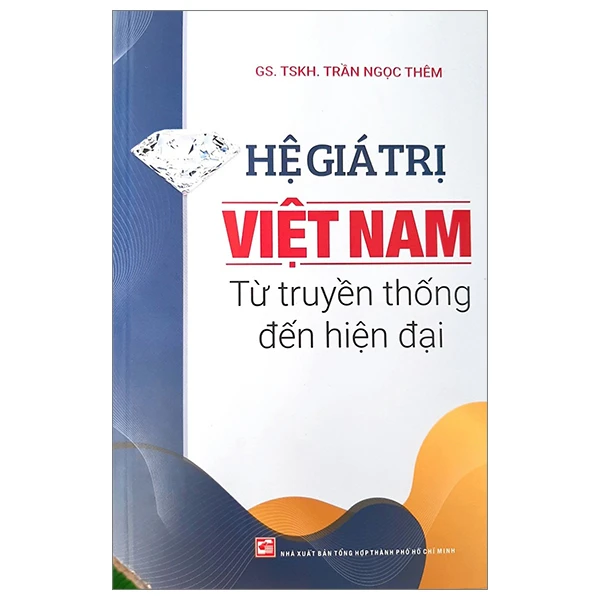 GS. TSKH. TRẦN NGỌC THÊM
HỆ GIÁ TRỊ
VIỆT NAM
Từ truyền thống
đến hiện đại
NHÀ XUẤT BẢN TỔNG HỢP THÀNH PHỐ HỒ CHÍ MINH